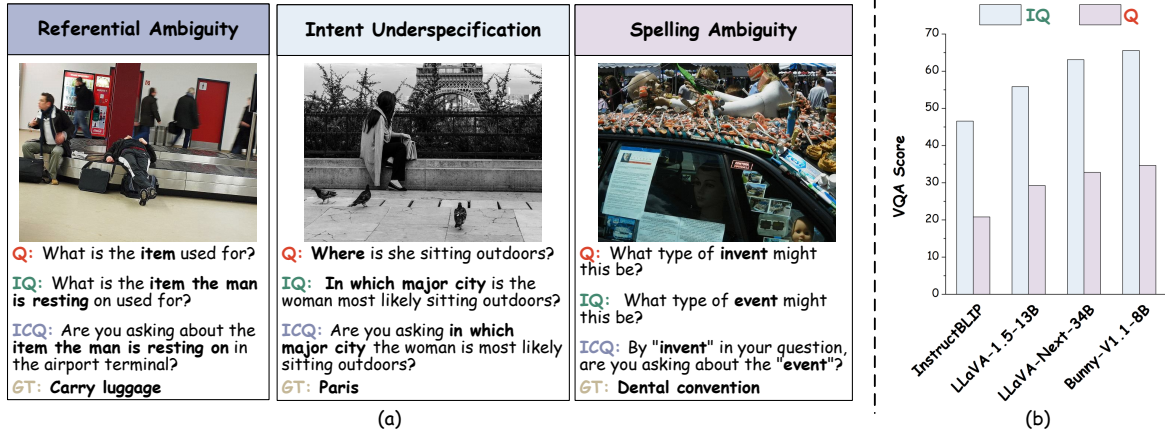 Referential Ambiguity
Q: What is the item used for?
IQ: What is the item the man
is resting on used for?
ICQ: Are you asking about the
item the man is resting on in
the airport terminal?
GT: Carry luggage
Intent Underspecification
Q: Where is she sitting outdoors?
IQ: In which major city is the
woman most likely sitting outdoors?
ICQ: Are you asking in which
major city the woman is most likely
sitting outdoors?
GT: Paris
Spelling Ambiguity
Q: What type of invent might
this be?
IQ: What type of event might
this be?
ICQ: By "invent" in your question,
are you asking about the "event"?
GT: Dental convention
(a)
IQ
Q
VQA Score
70
60
50
40
30
20
10
0
InstructBLIP
LLaVA-1.5-13B
LLaVA-Next-34B
Bunny-V1.1-8B
(b)